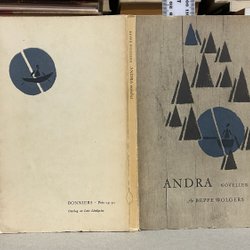 BONNIERS · Pris 14:50
Omslag av Lars Lindqvist
ANDRA NOVELLER
Av BEPPE WOLGERS